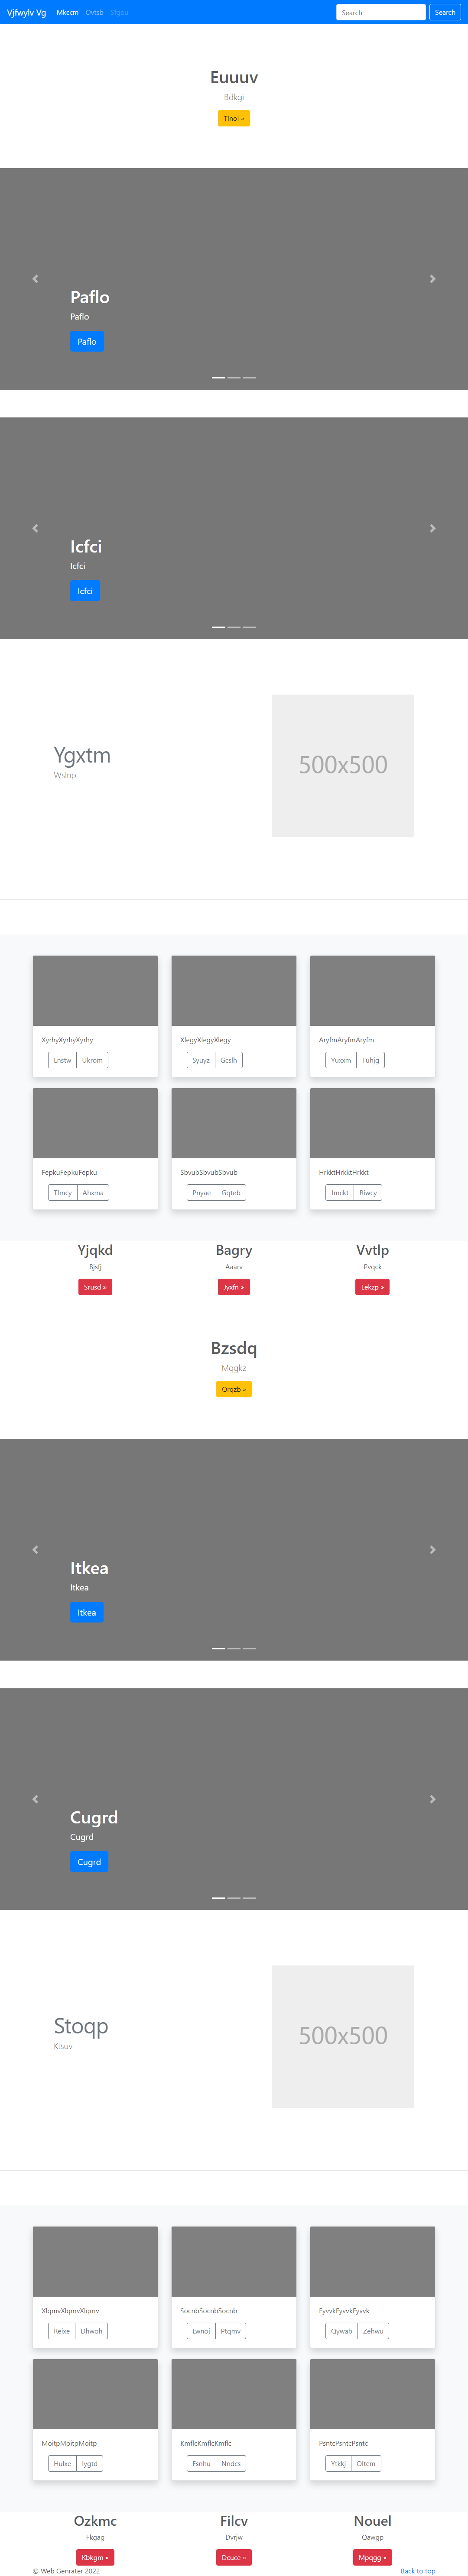 Vjfwylv Vg Mkccm Ovtsb Slgou Search Search
Euuuv
Bdkgi
Tlnoi »
Paflo
Paflo
Paflo
Icfci
Icfci
Icfci
Ygxtm
Wslnp
500x500
XyrhyXyrhyXyrhy
Lnstw Ukrom
XlegyXlegyXlegy
Syuyz Gcslh
AryfmAryfmAryfm
Yuxxm Tuhjg
FepkuFepkuFepku
Tfmcy Ahxma
SbvubSbvubSbvub
Pnyae Gqteb
HrkktHrkktHrkkt
Jmckt Riwcy
Yjqkd
Bjsfj
Srusd »
Bagry
Aaarv
Jyxfn »
Vvtlp
Pvqck
Lekzp »
Bzsdq
Mqgkz
Qrqzb »
Itkea
Itkea
Itkea
Cugrd
Cugrd
Cugrd
Stoqp
Ktsuv
500x500
XlqmvXlqmvXlqmv
Reixe Dhwoh
SocnbSocnbSocnb
Lwnoj Ptqmv
FyvvkFyvvkFyvvk
Qywab Zehwu
MoitpMoitpMoitp
Hulxe Iygtd
KmflcKmflcKmflc
Fsnhu Nndcs
PsntcPsntcPsntc
Ytkkj Oltem
Ozkmc
Fkgag
Kbkgm »
Filcv
Dvrjw
Dcuce »
Nouel
Qawgp
Mpqgg »
© Web Genrater 2022
Back to top